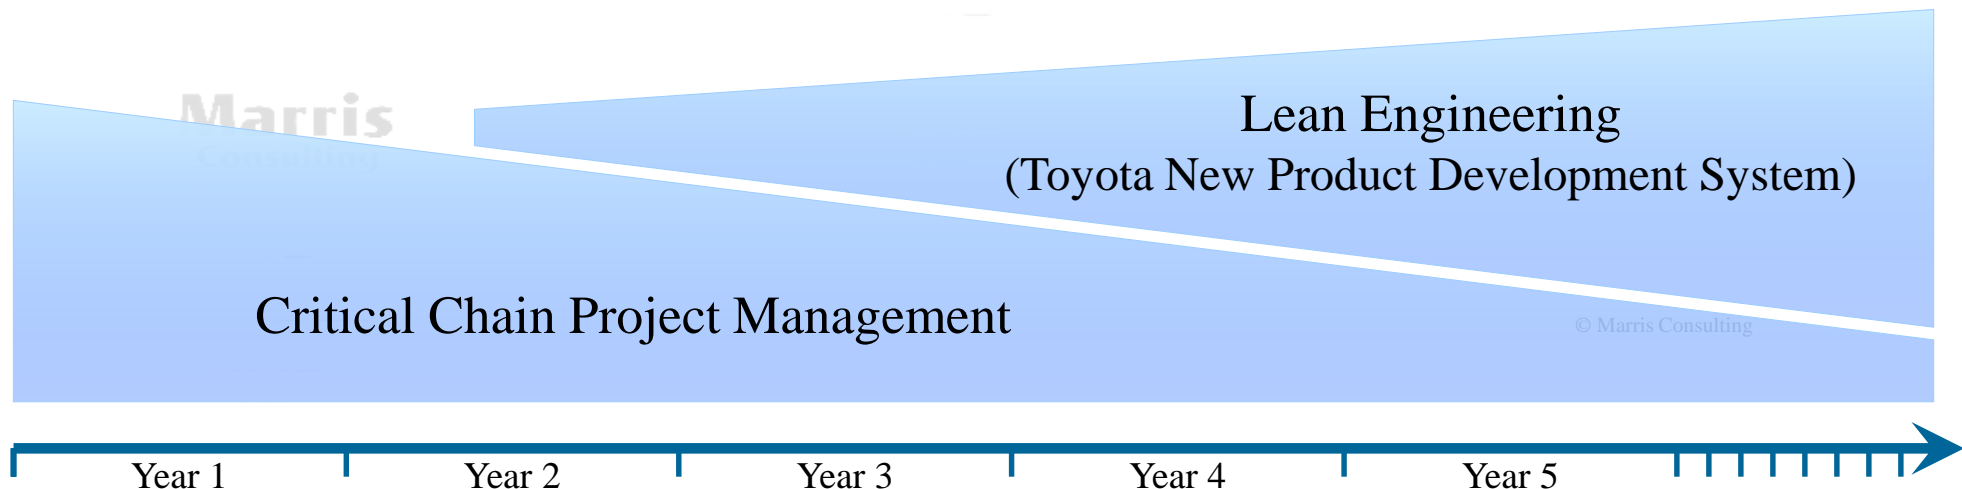 Marris
Consulting
Lean Engineering
(Toyota New Product Development System)
Critical Chain Project Management
© Marris Consulting
Year 1
Year 2
Year 3
Year 4
Year 5